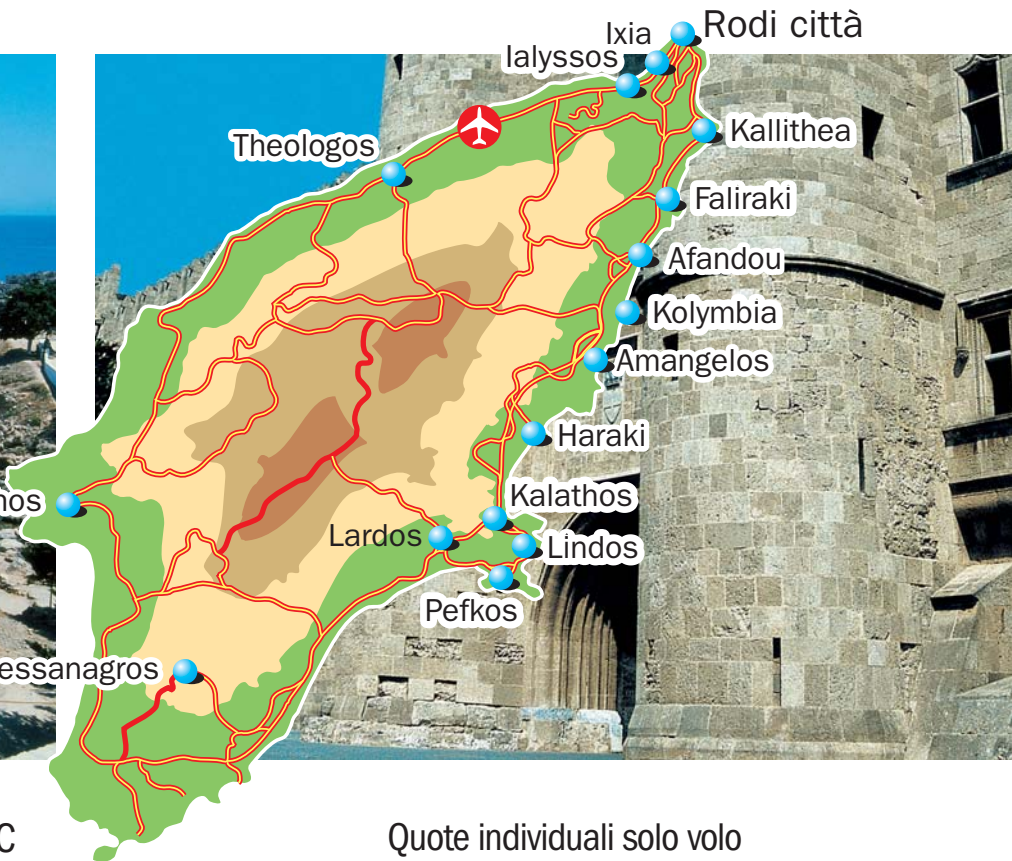 Rodi città
Ixia
Ialyssos
Kallithea
Theologos
Faliraki
Afandou
Kolymbia
Amangelos
Haraki
Kalathos
Lardos
Lindos
Pefkos
Quote individuali solo volo